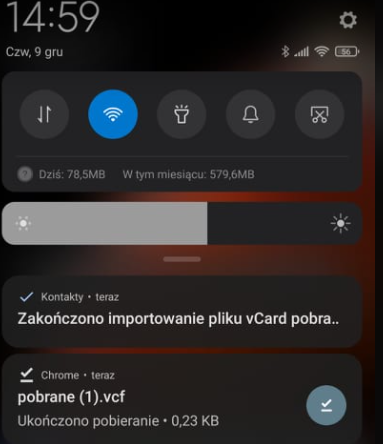 14:59
Czw, 9 gru
56
Dziś: 78,5MB W tym miesiącu: 579,6MB
Kontakty • teraz
Zakończono importowanie pliku vCard pobra..
Chrome • teraz
pobrane (1).vcf
Ukończono pobieranie • 0,23 KB